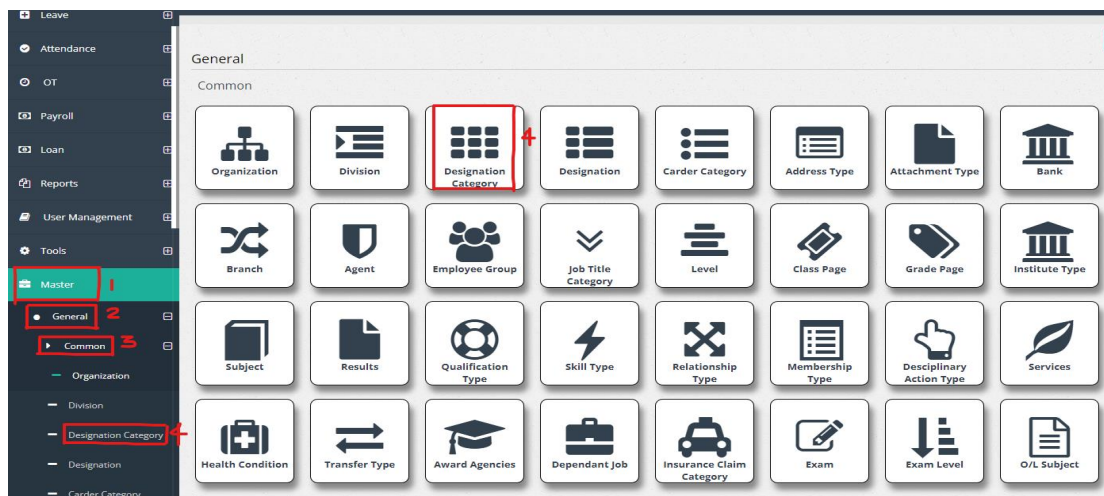 Leave
Attendance
OT
Payroll
Loan
Reports
User Management
Tools
Master 1
General 2
Common 3
Organization
Division
Designation Category 4
Designation
Carder Category
General
Common
Organization
Division
Designation
Category
4
Designation
Carder Category
Address Type
Attachment Type
Bank
Branch
Agent
Employee Group
Job Title
Category
Level
Class Page
Grade Page
Institute Type
Subject
Results
Qualification
Type
Skill Type
Relationship
Type
Membership
Type
Desciplinary
Action Type
Services
Health Condition
Transfer Type
Award Agencies
Dependant Job
Insurance Claim
Category
Exam
Exam Level
O/L Subject